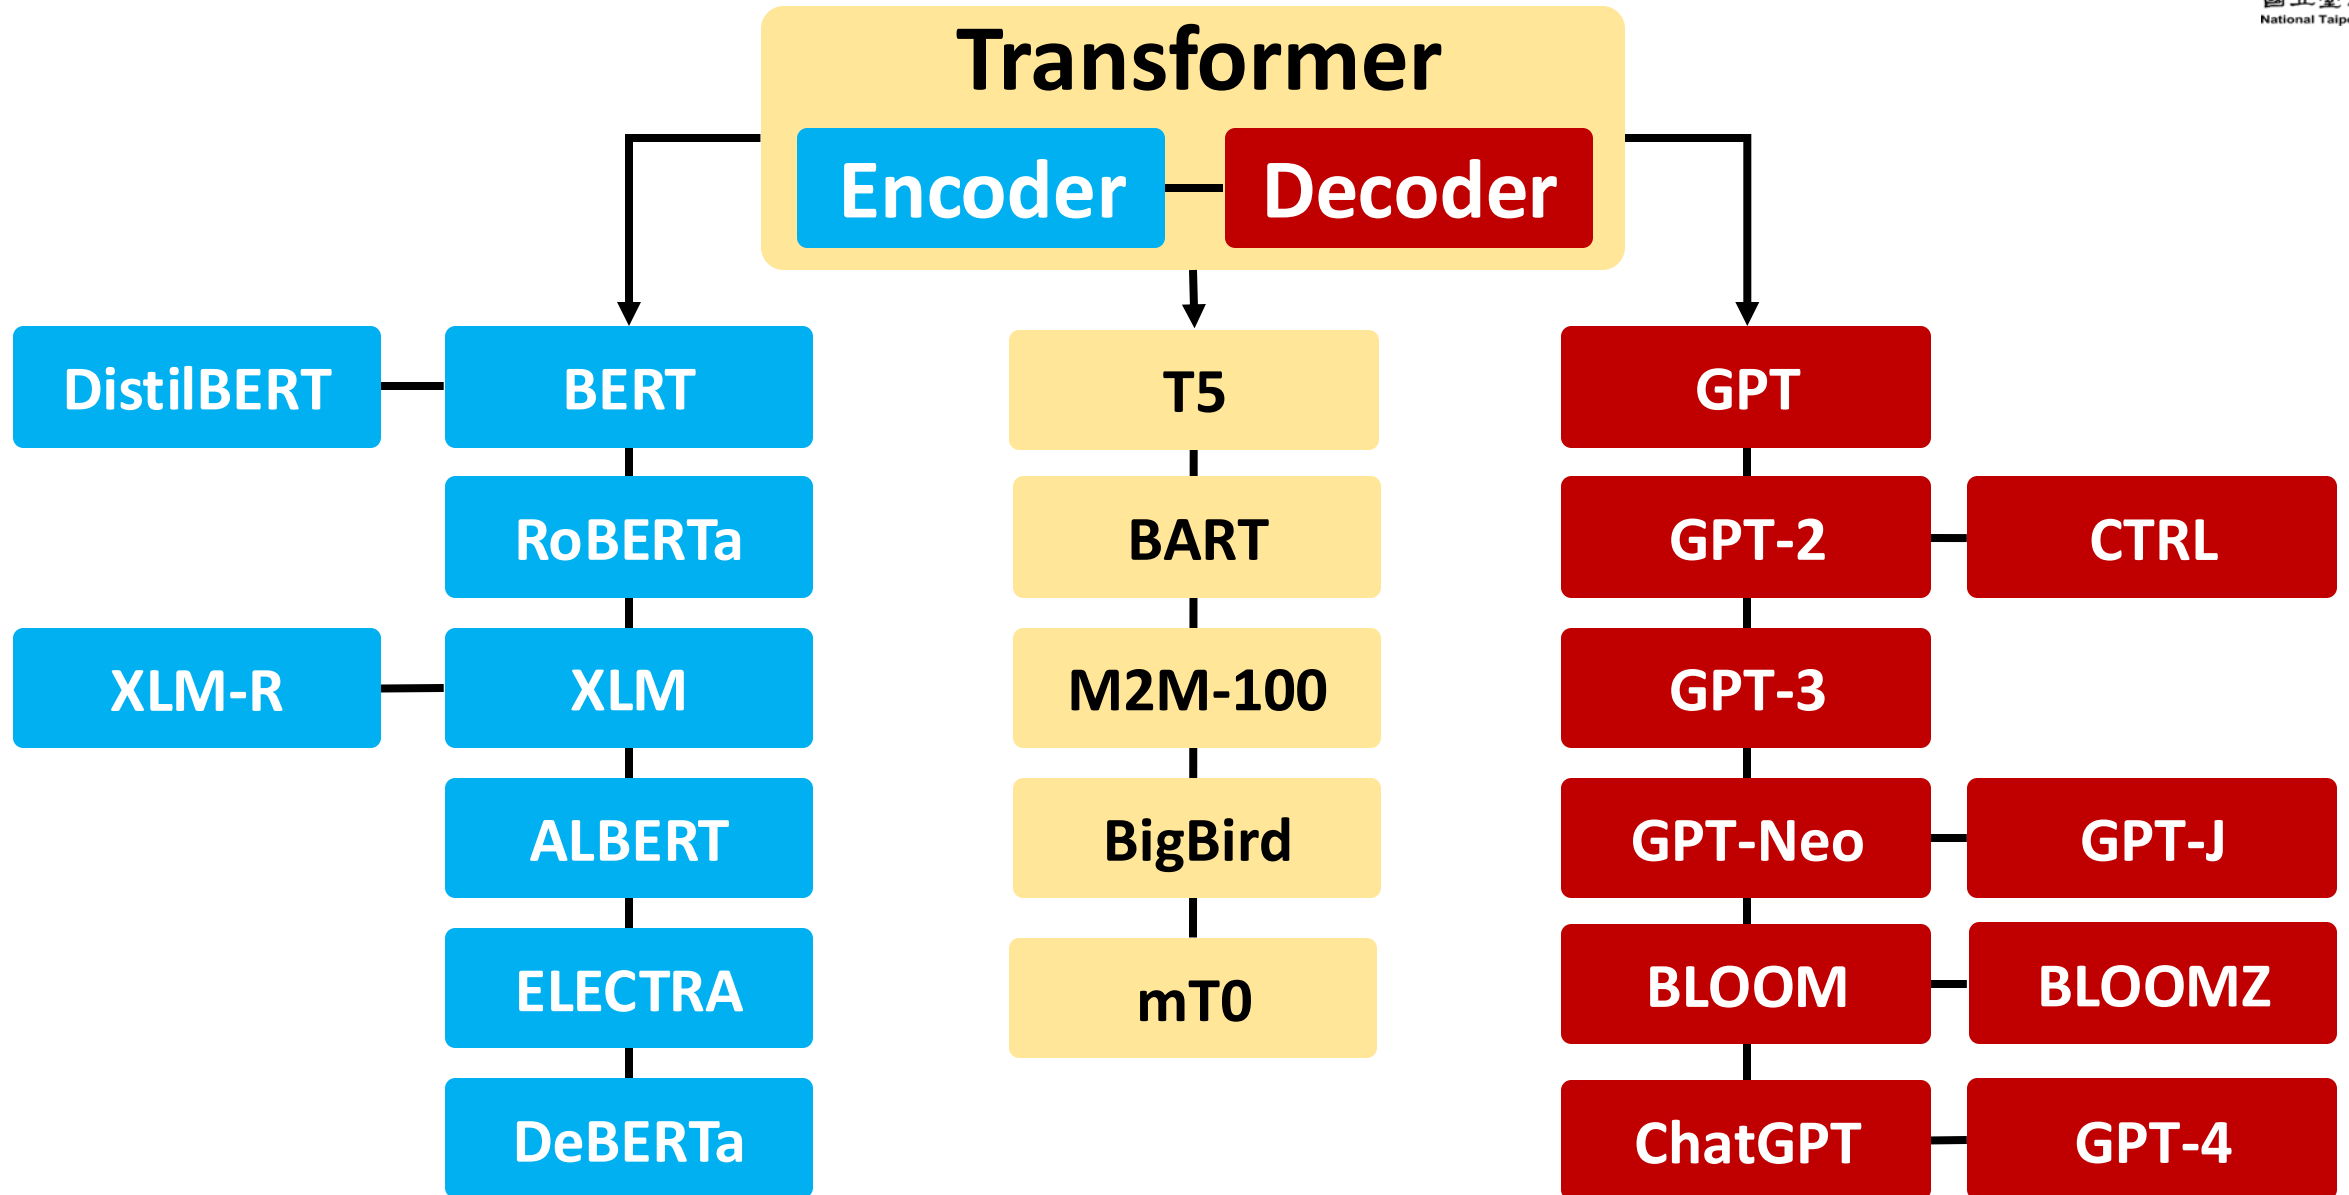 National Taip
Transformer
Encoder
Decoder
DistilBERT
BERT
T5
GPT
RoBERTa
BART
GPT-2
CTRL
XLM-R
XLM
M2M-100
GPT-3
ALBERT
BigBird
GPT-Neo
GPT-J
ELECTRA
mT0
BLOOM
BLOOMZ
DeBERTa
ChatGPT
GPT-4